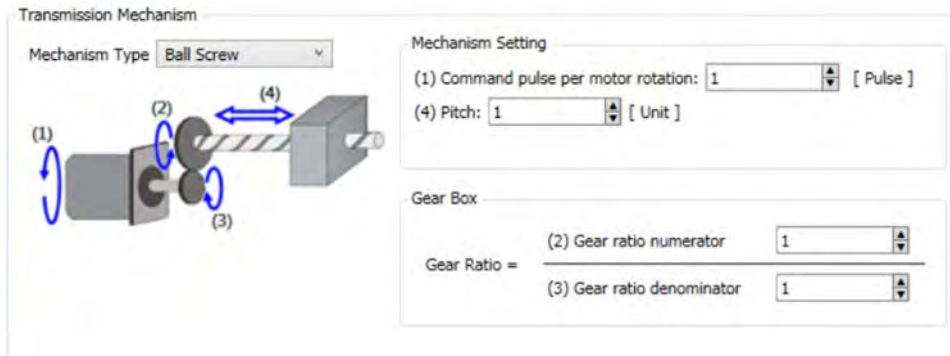 Transmission Mechanism
Mechanism Type Ball Screw
(1)
(2)
(4)
(3)
Mechanism Setting
(1) Command pulse per motor rotation: 1 [ Pulse ]
(4) Pitch: 1 [ Unit ]
Gear Box
Gear Ratio =
(2) Gear ratio numerator 1
(3) Gear ratio denominator 1